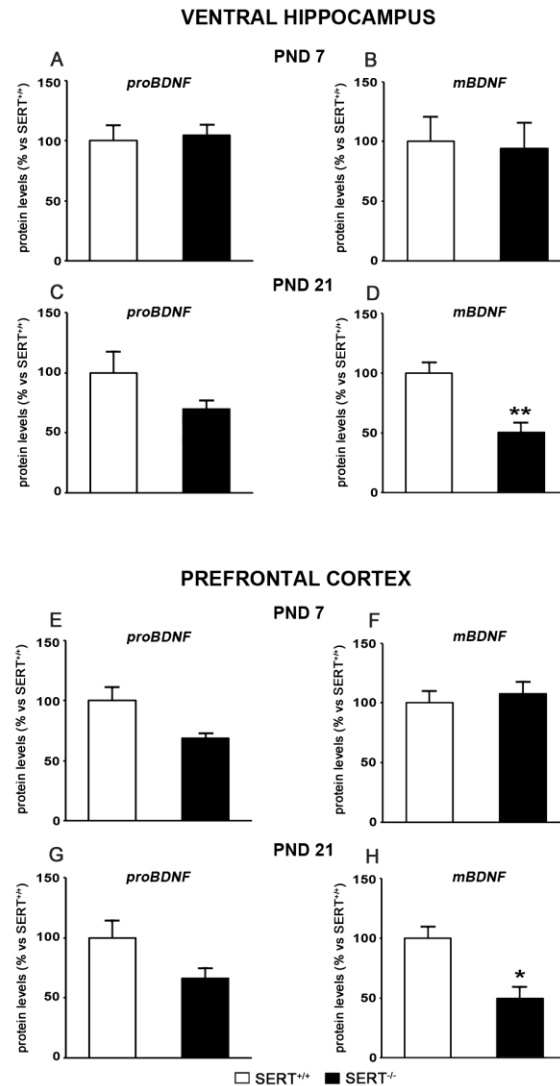 VENTRAL HIPPOCAMPUS
A PND 7 B
proBDNF mBDNF
protein levels (% vs SERT+/+)
150
100
50
0
protein levels (% vs SERT+/+)
150
100
50
0
C PND 21 D
proBDNF mBDNF
protein levels (% vs SERT+/+)
150
100
50
0
protein levels (% vs SERT+/+)
150
100
50
0
**
PREFRONTAL CORTEX
E PND 7 F
proBDNF mBDNF
protein levels (% vs SERT+/+)
150
100
50
0
protein levels (% vs SERT+/+)
150
100
50
0
G PND 21 H
proBDNF mBDNF
protein levels (% vs SERT+/+)
150
100
50
0
protein levels (% vs SERT+/+)
150
100
50
0
*
SERT+/+ SERT-/-